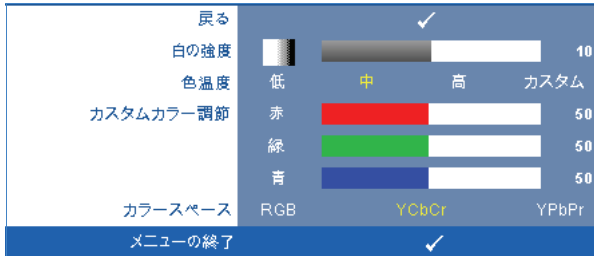 戻る
白の強度 10
色温度 低 中 高 カスタム
カスタムカラー調節 赤 50
緑 50
青 50
カラースペース RGB YCbCr YPbPr
メニューの終了